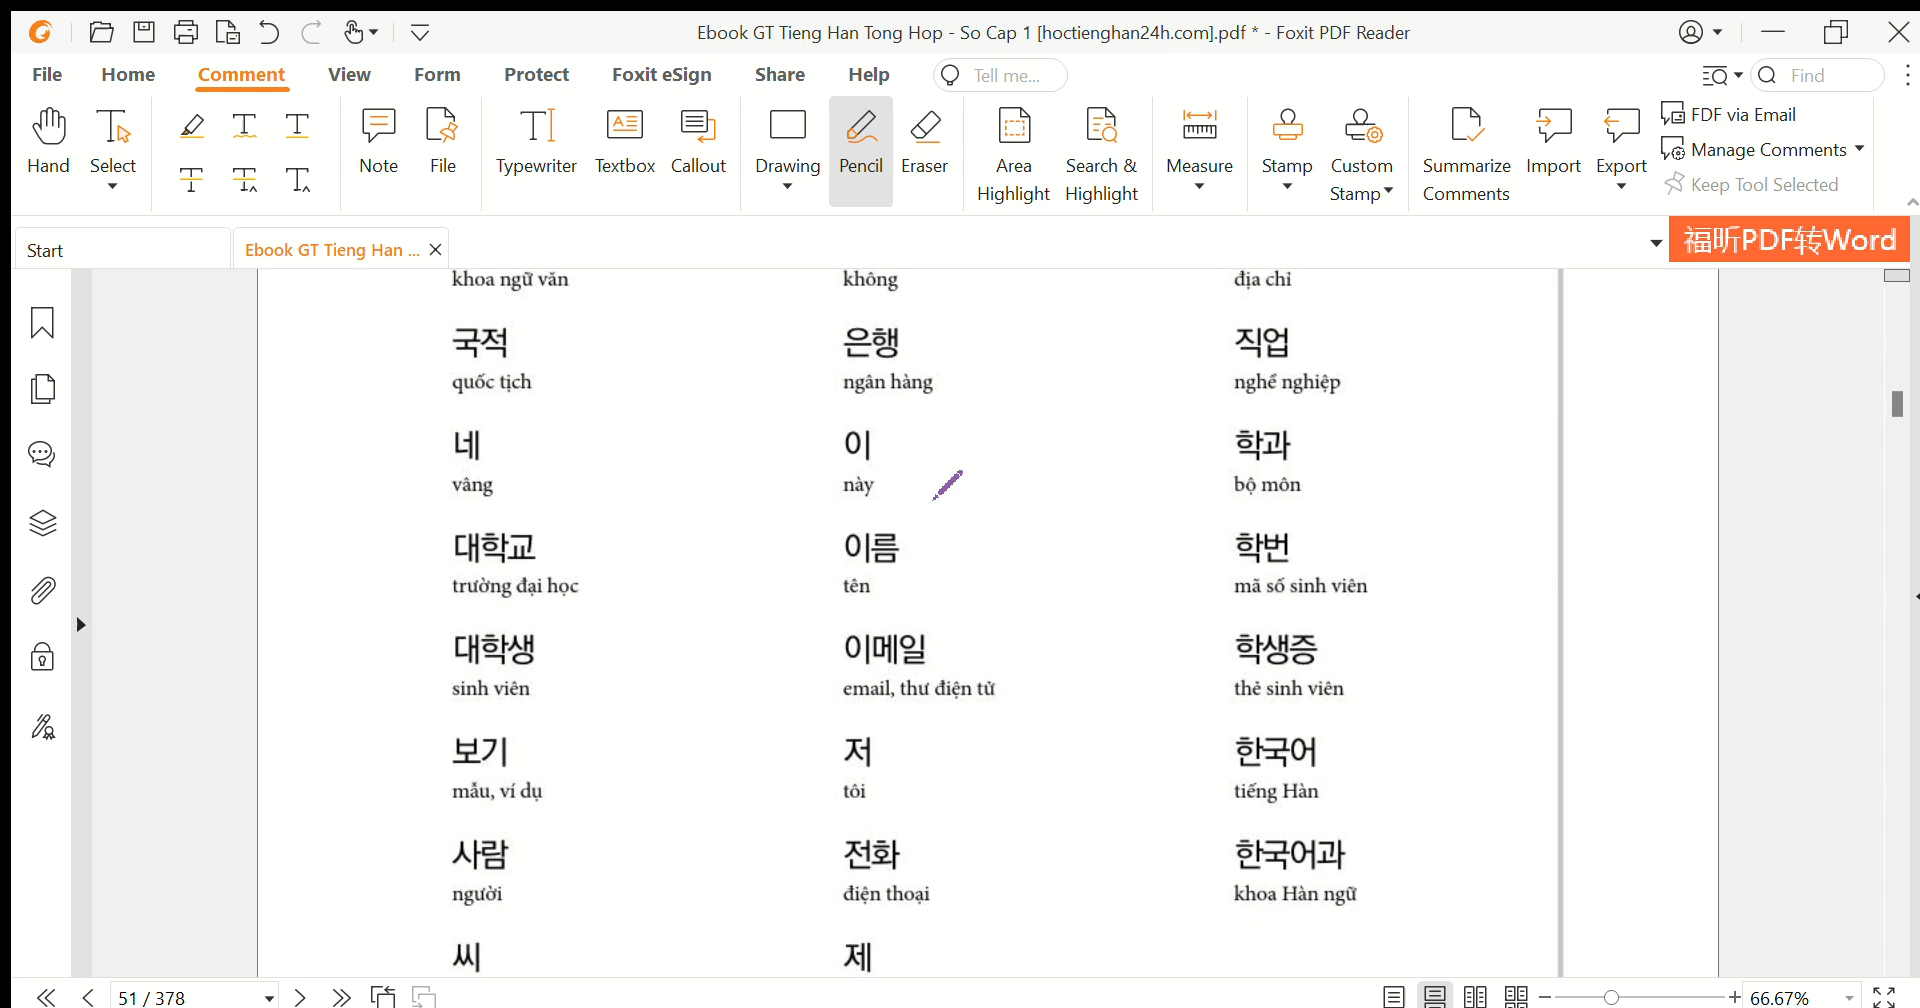 Ebook GT Tieng Han Tong Hop - So Cap 1 [hoctienghan24h.com].pdf * - Foxit PDF Reader
File Home Comment View Form Protect Foxit eSign Share Help Tell me... Find
Hand Select Note File Typewriter Textbox Callout Drawing Pencil Eraser Area Highlight Search & Highlight Measure Stamp Custom Stamp Summarize Comments Import Export
FDF via Email
Manage Comments
Keep Tool Selected
Start Ebook GT Tieng Han ... 福昕PDF转Word
khoa ngữ văn không địa chỉ
국적 은행 직업
quốc tịch ngân hàng nghề nghiệp
네 이 학과
vâng này bộ môn
대학교 이름 학번
trường đại học tên mã số sinh viên
대학생 이메일 학생증
sinh viên email, thư điện tử thẻ sinh viên
보기 저 한국어
mẫu, ví dụ tôi tiếng Hàn
사람 전화 한국어과
người điện thoại khoa Hàn ngữ
씨 제
51 / 378 66.67%